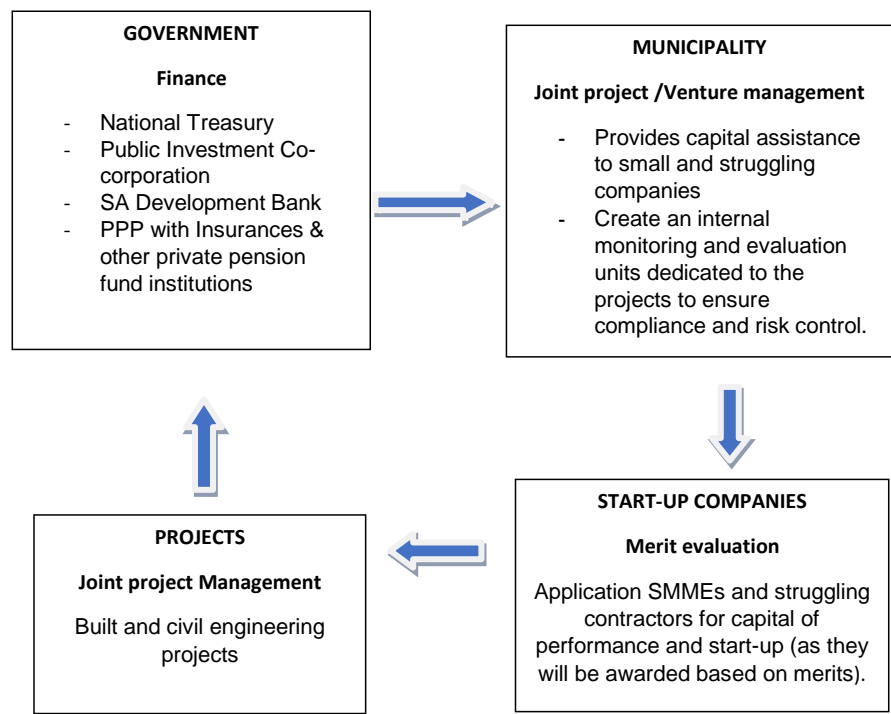 GOVERNMENT
Finance
- National Treasury
- Public Investment Co-
corporation
- SA Development Bank
- PPP with Insurances &
other private pension
fund institutions
MUNICIPALITY
Joint project /Venture management
- Provides capital assistance
to small and struggling
companies
- Create an internal
monitoring and evaluation
units dedicated to the
projects to ensure
compliance and risk control.
START-UP COMPANIES
Merit evaluation
Application SMMEs and struggling
contractors for capital of
performance and start-up (as they
will be awarded based on merits).
PROJECTS
Joint project Management
Built and civil engineering
projects